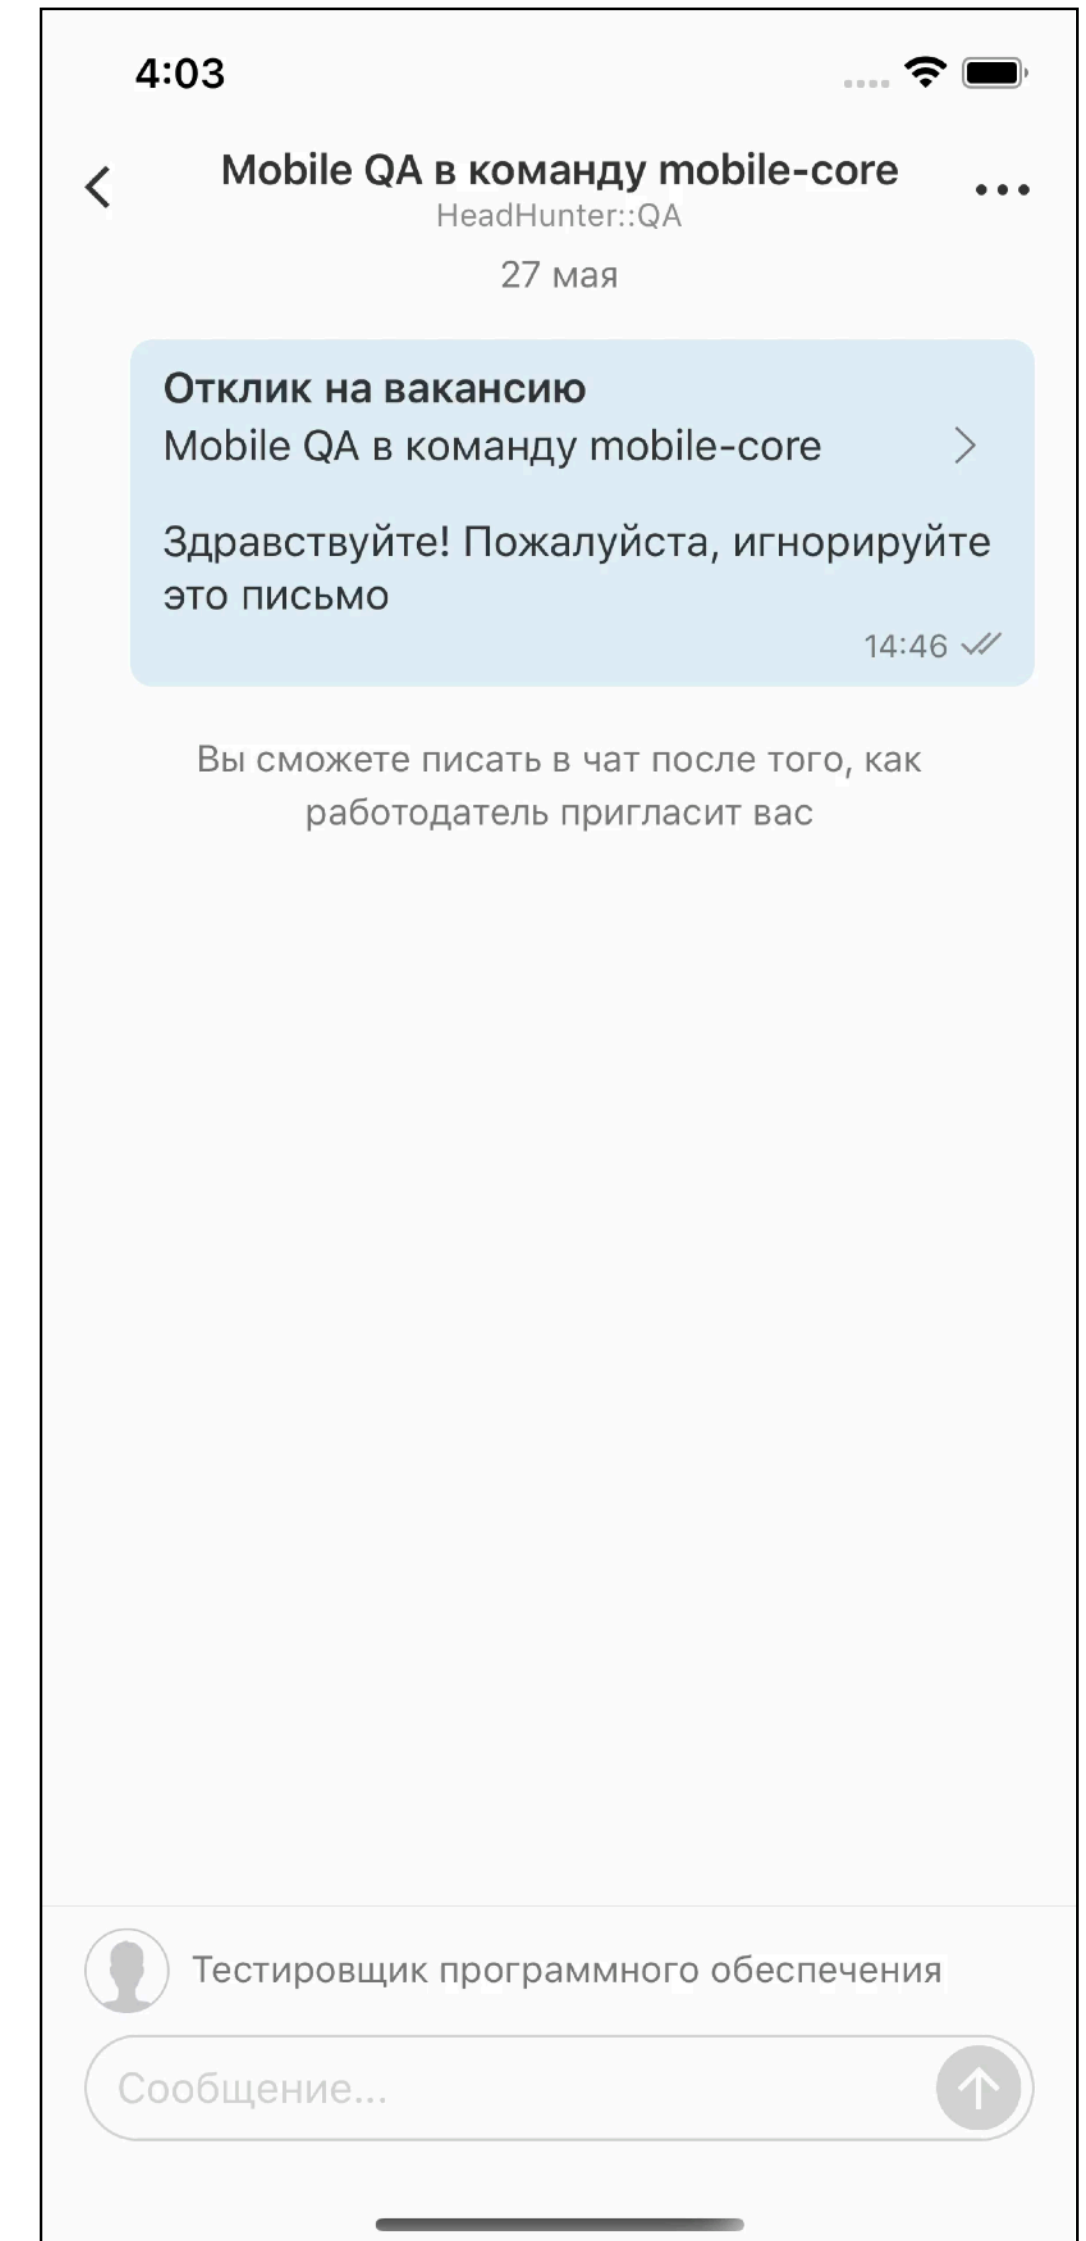 4:03
Mobile QA в команду mobile-core
HeadHunter::QA
27 мая
Отклик на вакансию
Mobile QA в команду mobile-core
Здравствуйте! Пожалуйста, игнорируйте
это письмо
14:46
Вы сможете писать в чат после того, как
работодатель пригласит вас
Тестировщик программного обеспечения
Сообщение...